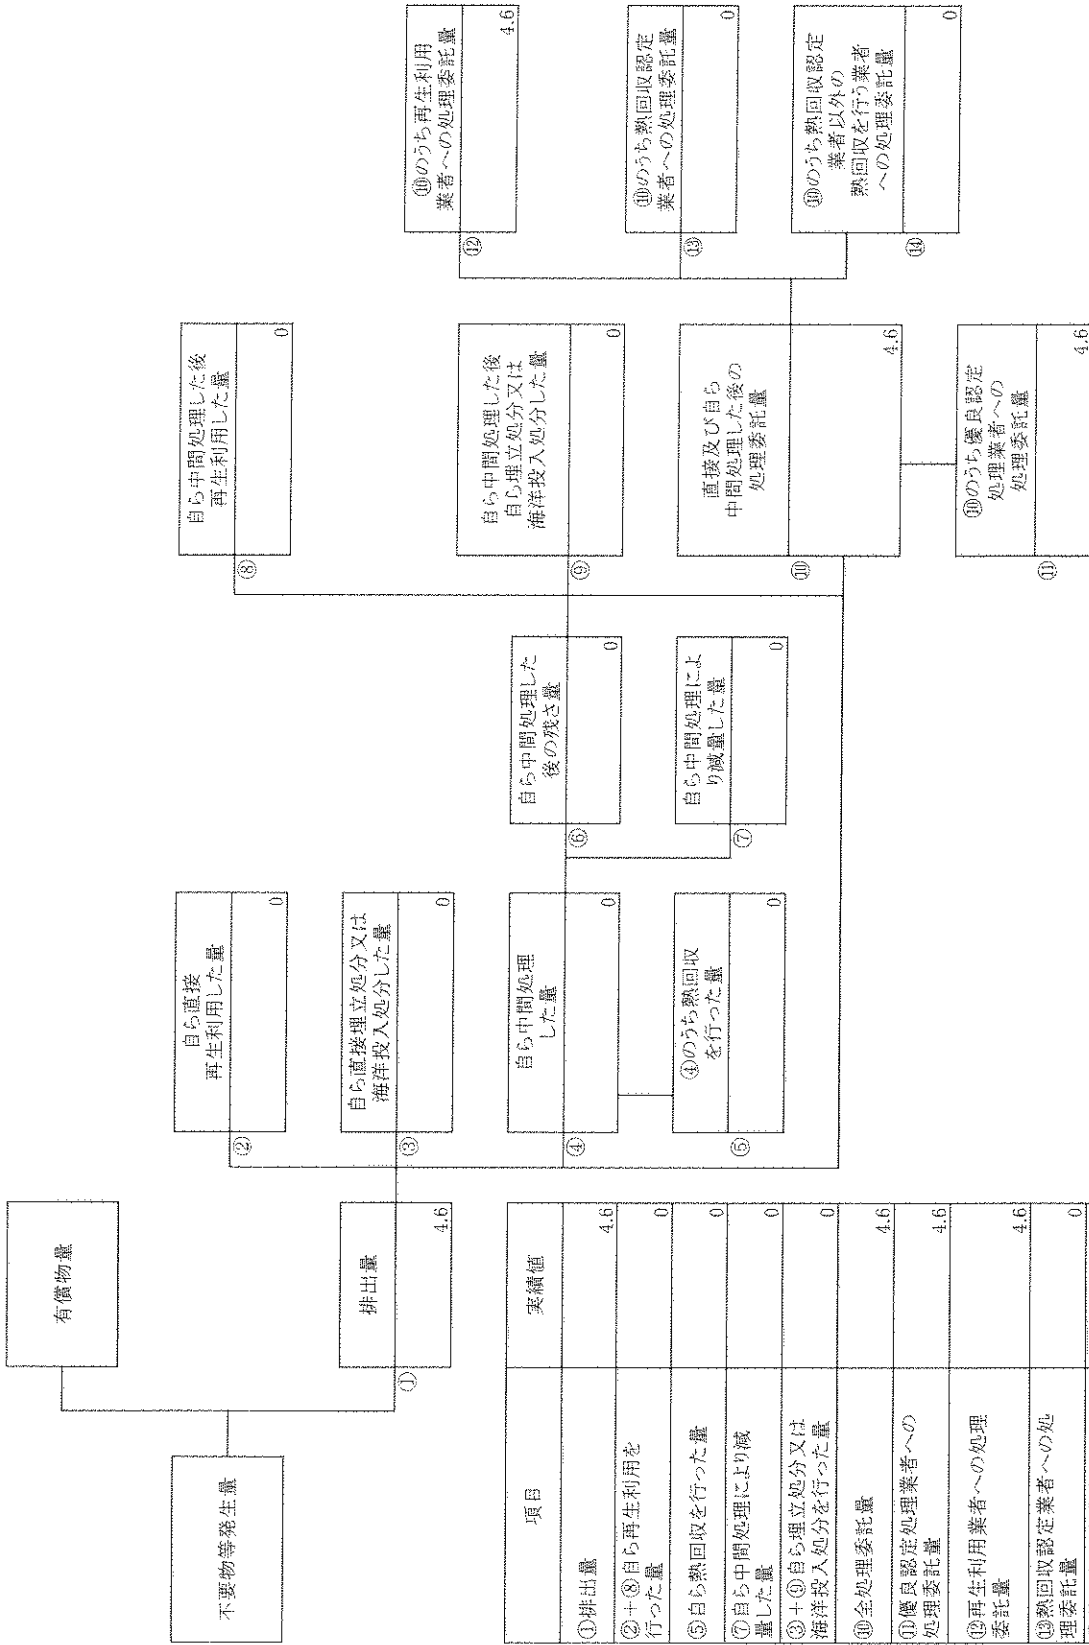 不要物等発生量
有償物量
排出量
①
4.6
②
自ら直接
再生利用した量
0
③
自ら直接埋立処分又は
海洋投入処分した量
0
④
自ら中間処理
した量
0
⑤
④のうち熱回収
を行った量
0
⑥
自ら中間処理した
後の残さ量
0
⑦
自ら中間処理によ
り減量した量
0
⑧
自ら中間処理した後
再生利用した量
0
⑨
自ら中間処理した後
自ら埋立処分又は
海洋投入処分した量
0
⑩
直接及び自ら
中間処理した後の
処理委託量
4.6
⑪
⑩のうち優良認定
処理業者への
処理委託量
4.6
⑫
⑩のうち再生利用
業者への処理委託量
4.6
⑬
⑩のうち熱回収認定
業者への処理委託量
0
⑭
⑩のうち熱回収認定
業者以外の
熱回収を行う業者
への処理委託量
0
項目 実績値
①排出量 4.6
②+⑧自ら再生利用を
行った量 0
⑤自ら熱回収を行った量 0
⑦自ら中間処理により減
量した量 0
③+⑨自ら埋立処分又は
海洋投入処分を行った量 0
⑩全処理委託量 4.6
⑪優良認定処理業者への
処理委託量 4.6
⑫再生利用業者への処理
委託量 4.6
⑬熱回収認定業者への処
理委託量 0